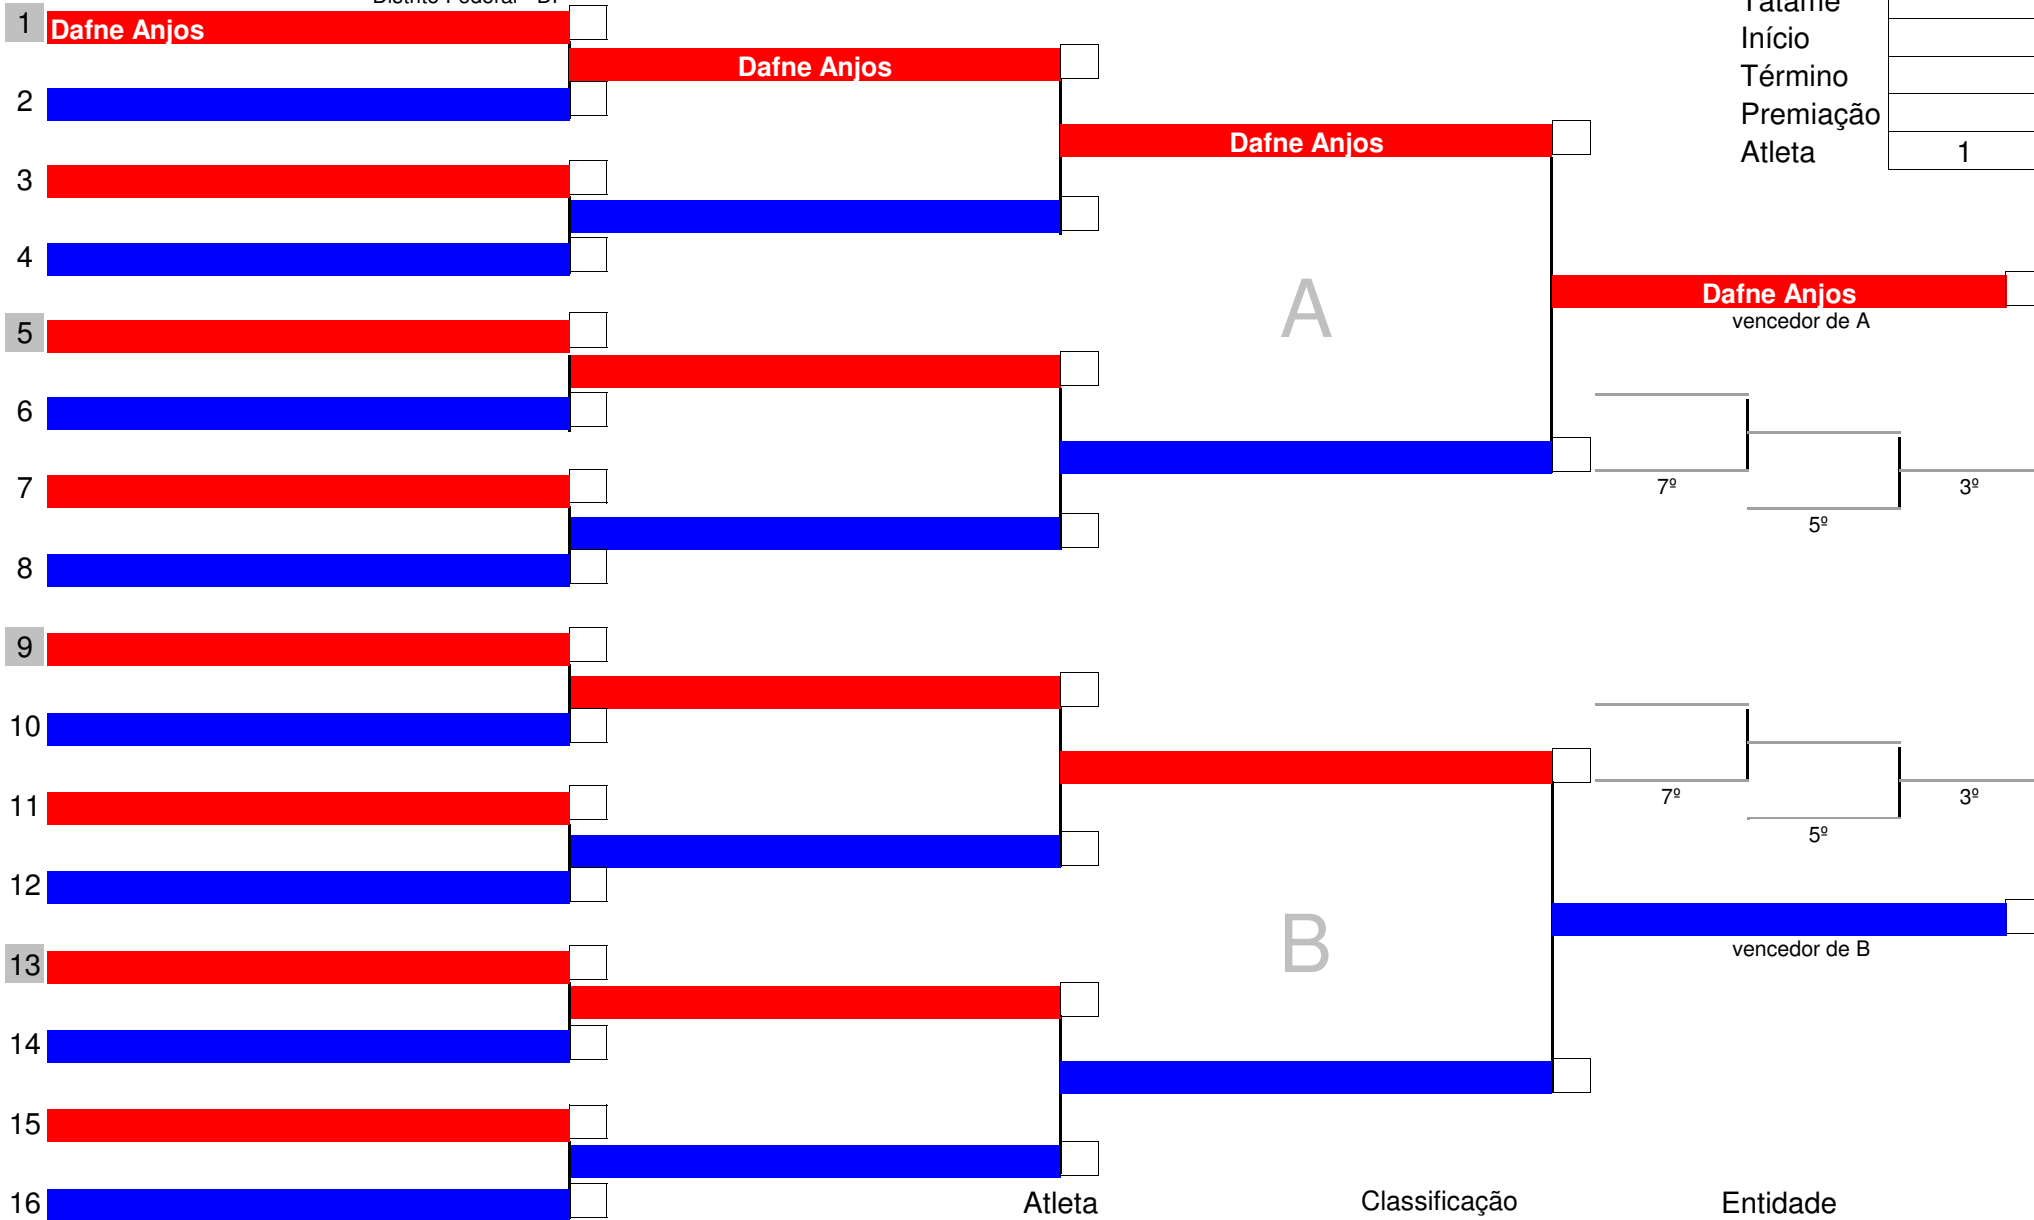 1 Dafne Anjos
Dafne Anjos
Início
2
Término
Premiação
Dafne Anjos
Atleta 1
3
4
A
Dafne Anjos
vencedor de A
5
6
7
7º 3º
5º
8
9
10
11
7º 3º
5º
12
B
vencedor de B
13
14
15
16
Atleta Classificação Entidade